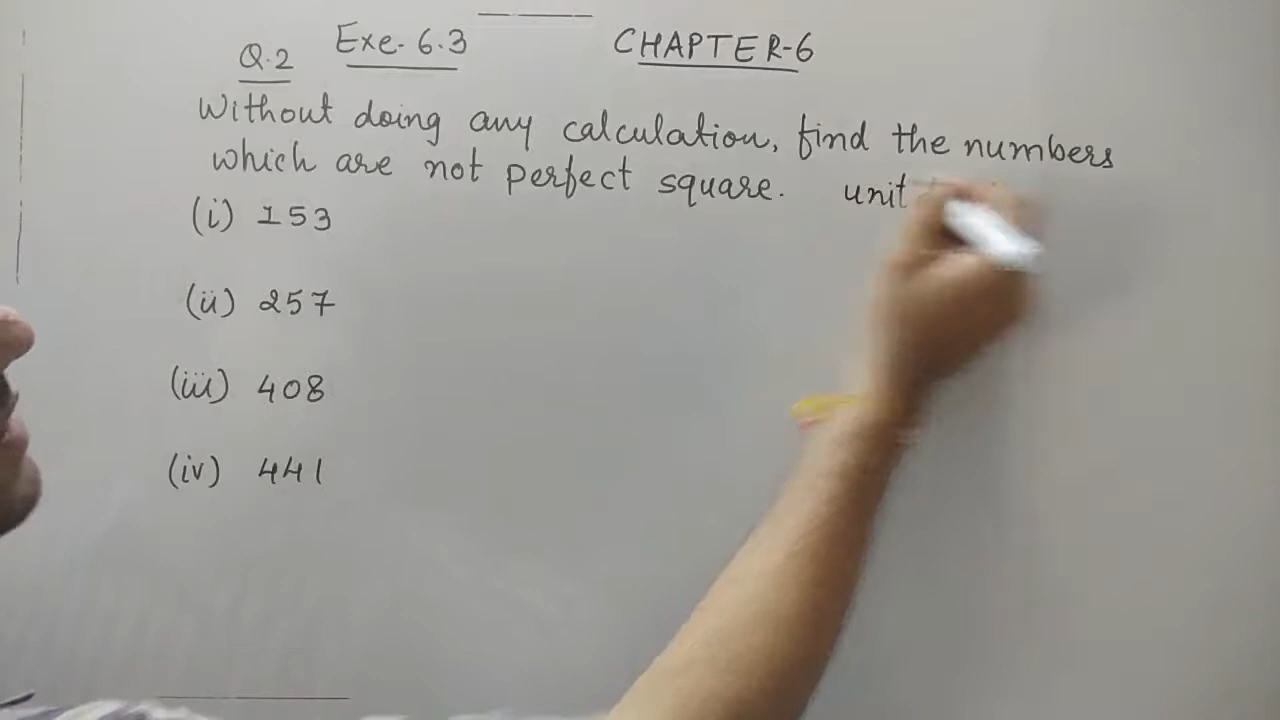 Q.2 Exe-6.3 CHAPTER-6
Without doing any calculation, find the numbers
which are not perfect square. unit
(i) 153
(ii) 257
(iii) 408
(iv) 441